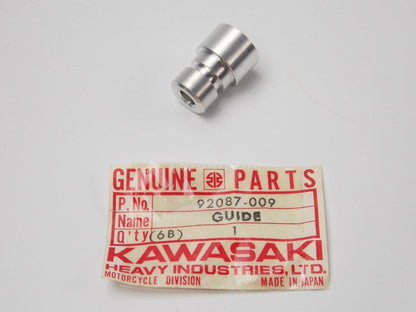 GENUINE PARTS
P. No. 92087-009
Name GUIDE
Q'ty (6B) 1
KAWASAKI
HEAVY INDUSTRIES, LTD.
MOTORCYCLE DIVISION MADE IN JAPAN